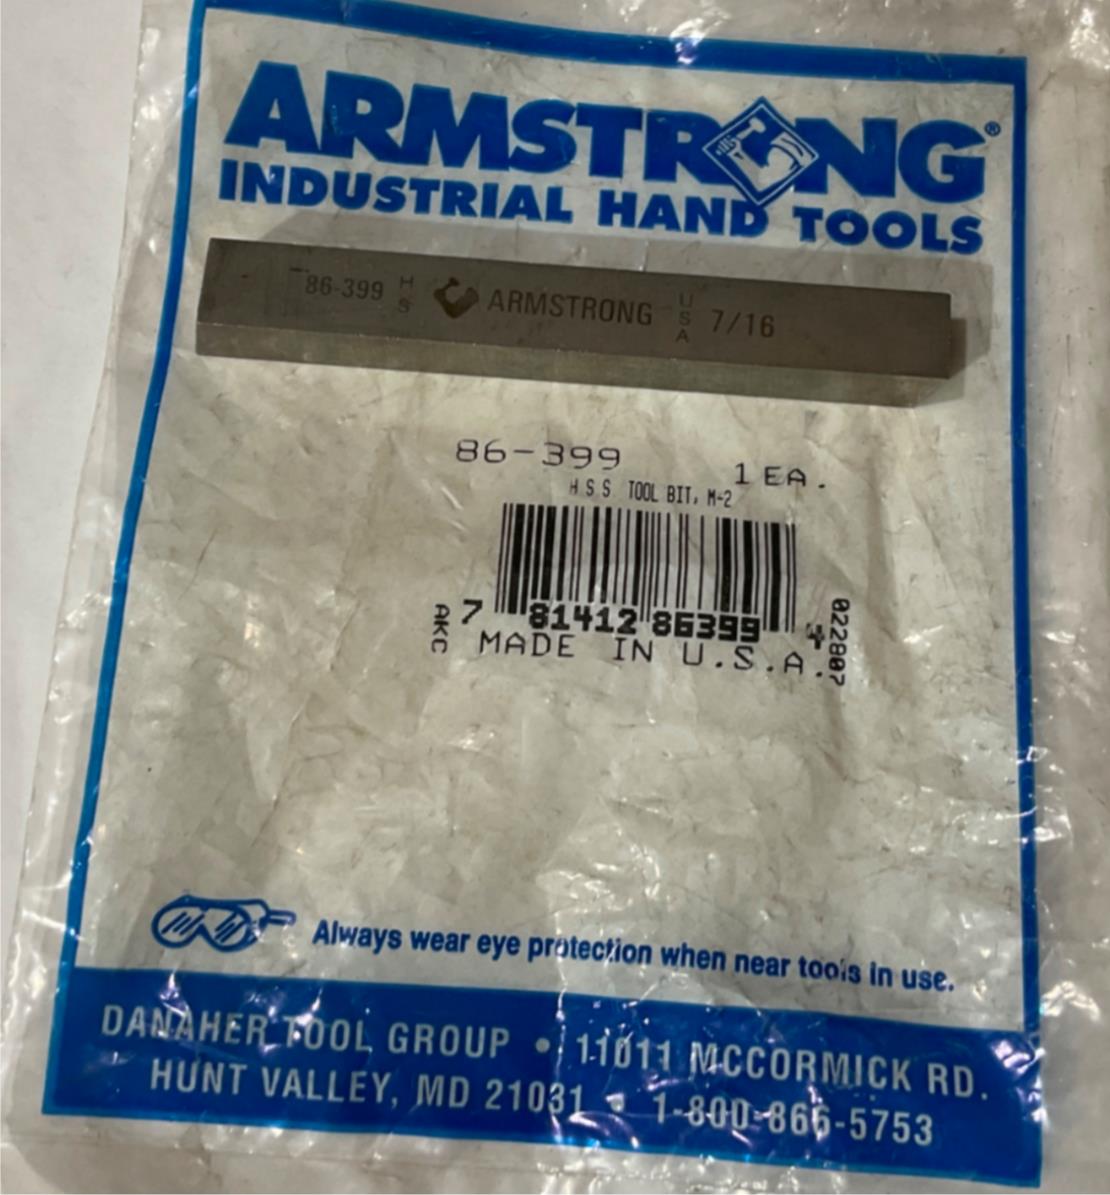 ARMSTRONG®
INDUSTRIAL HAND TOOLS
86-399 HSS ARMSTRONG USA 7/16
86-399 1 EA.
HSS TOOL BIT, M-2
7 81412 86399 4
AKC
022807
MADE IN U.S.A.
Always wear eye protection when near tools in use.
DANAHER TOOL GROUP • 11011 MCCORMICK RD.
HUNT VALLEY, MD 21031 • 1-800-866-5753